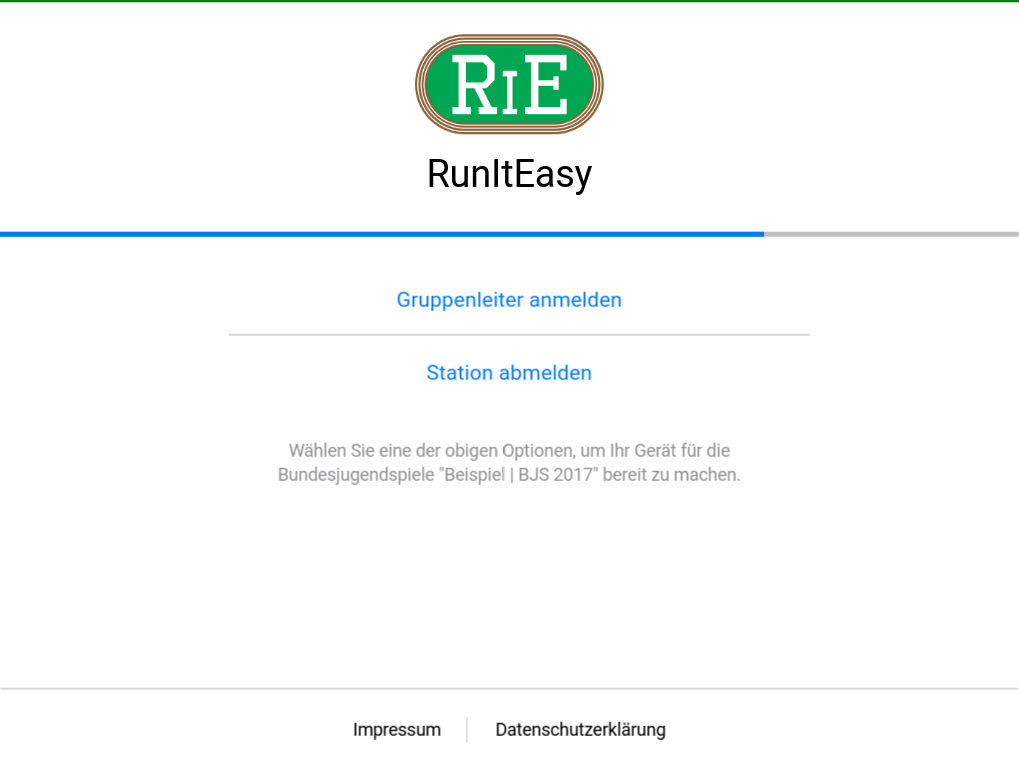 RIE
RunItEasy
Gruppenleiter anmelden
Station abmelden
Wählen Sie eine der obigen Optionen, um Ihr Gerät für die
Bundesjugendspiele "Beispiel | BJS 2017" bereit zu machen.
Impressum
Datenschutzerklärung